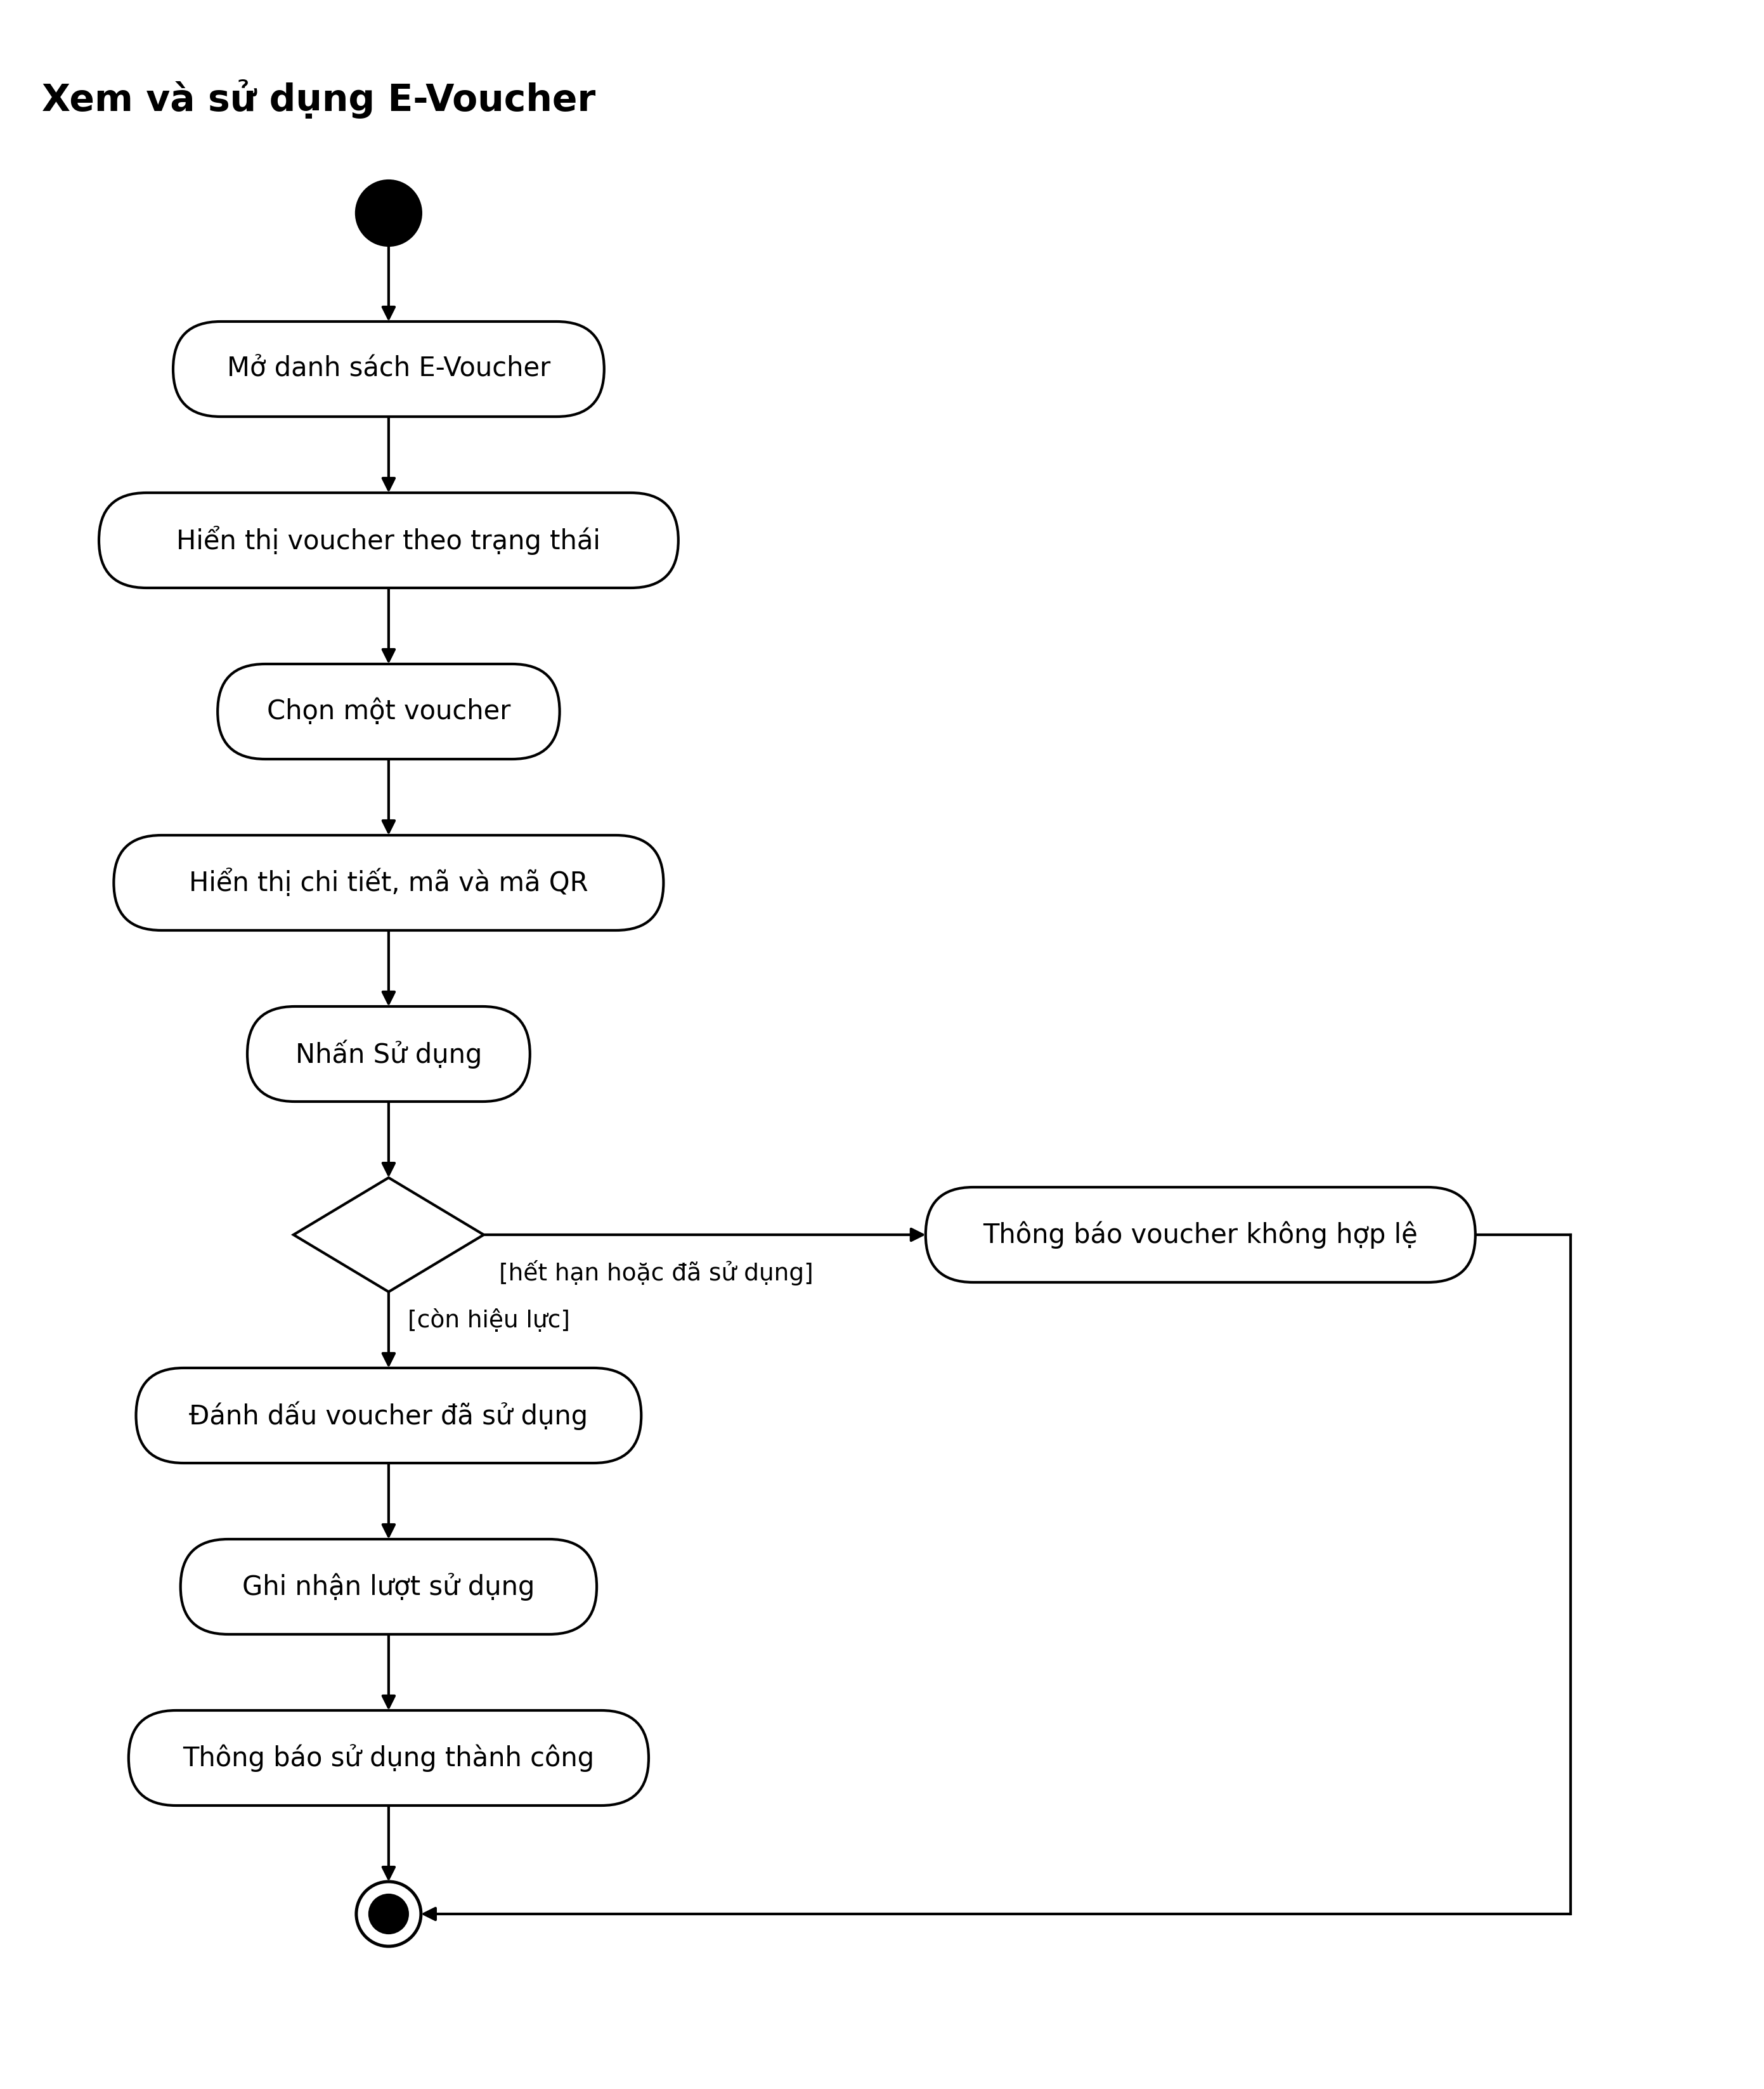 Xem và sử dụng E-Voucher
Mở danh sách E-Voucher
Hiển thị voucher theo trạng thái
Chọn một voucher
Hiển thị chi tiết, mã và mã QR
Nhấn Sử dụng
Thông báo voucher không hợp lệ
[hết hạn hoặc đã sử dụng]
[còn hiệu lực]
Đánh dấu voucher đã sử dụng
Ghi nhận lượt sử dụng
Thông báo sử dụng thành công